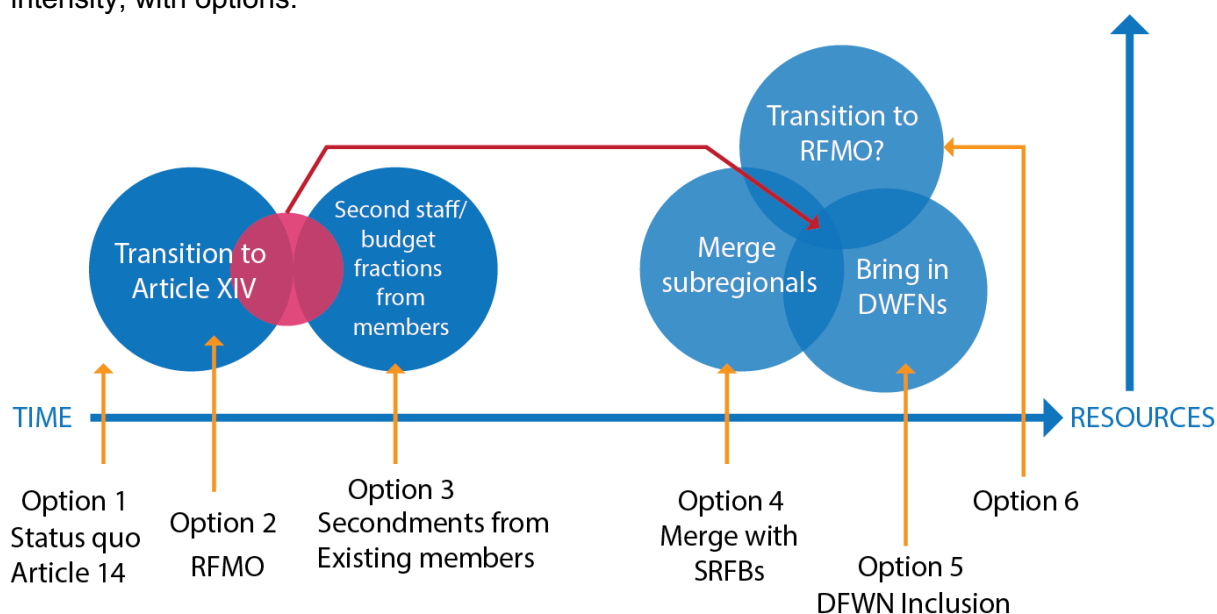 intensity, with options.
Transition to
RFMO?
Second staff/
budget
fractions
from
members
Transition to
Article XIV
Merge
subregionals
Bring in
DWFNs
TIME
RESOURCES
Option 1
Status quo
Article 14
Option 2
RFMO
Option 3
Secondments from
Existing members
Option 4
Merge with
SRFBs
Option 5
DFWN Inclusion
Option 6